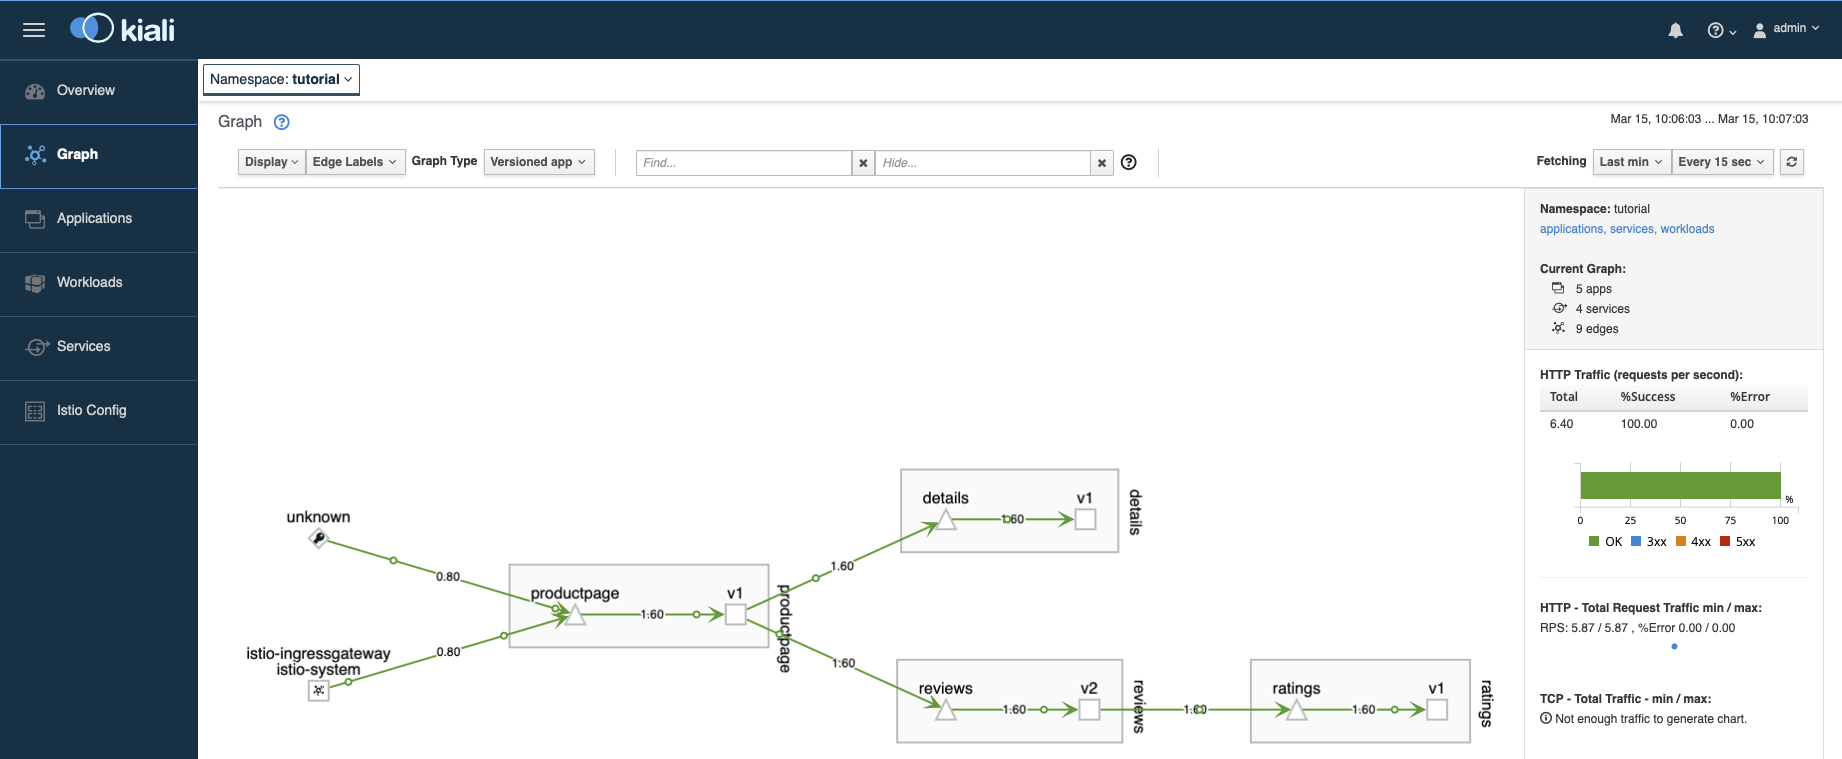 kiali
admin
Namespace: tutorial
Overview
Graph
Applications
Workloads
Services
Istio Config
Graph
Mar 15, 10:06:03 ... Mar 15, 10:07:03
Display
Edge Labels
Graph Type
Versioned app
Find...
Hide...
Fetching
Last min
Every 15 sec
Namespace: tutorial
applications, services, workloads
Current Graph:
5 apps
4 services
9 edges
HTTP Traffic (requests per second):
Total %Success %Error
6.40 100.00 0.00
%
0 25 50 75 100
OK 3xx 4xx 5xx
HTTP - Total Request Traffic min / max:
RPS: 5.87 / 5.87 , %Error 0.00 / 0.00
TCP - Total Traffic - min / max:
Not enough traffic to generate chart.
unknown
0.80
istio-ingressgateway
istio-system
0.80
productpage
v1
1.60
productpage
1.60
details
v1
1.60
details
1.60
reviews
v2
1.60
reviews
1.60
ratings
v1
1.60
ratings